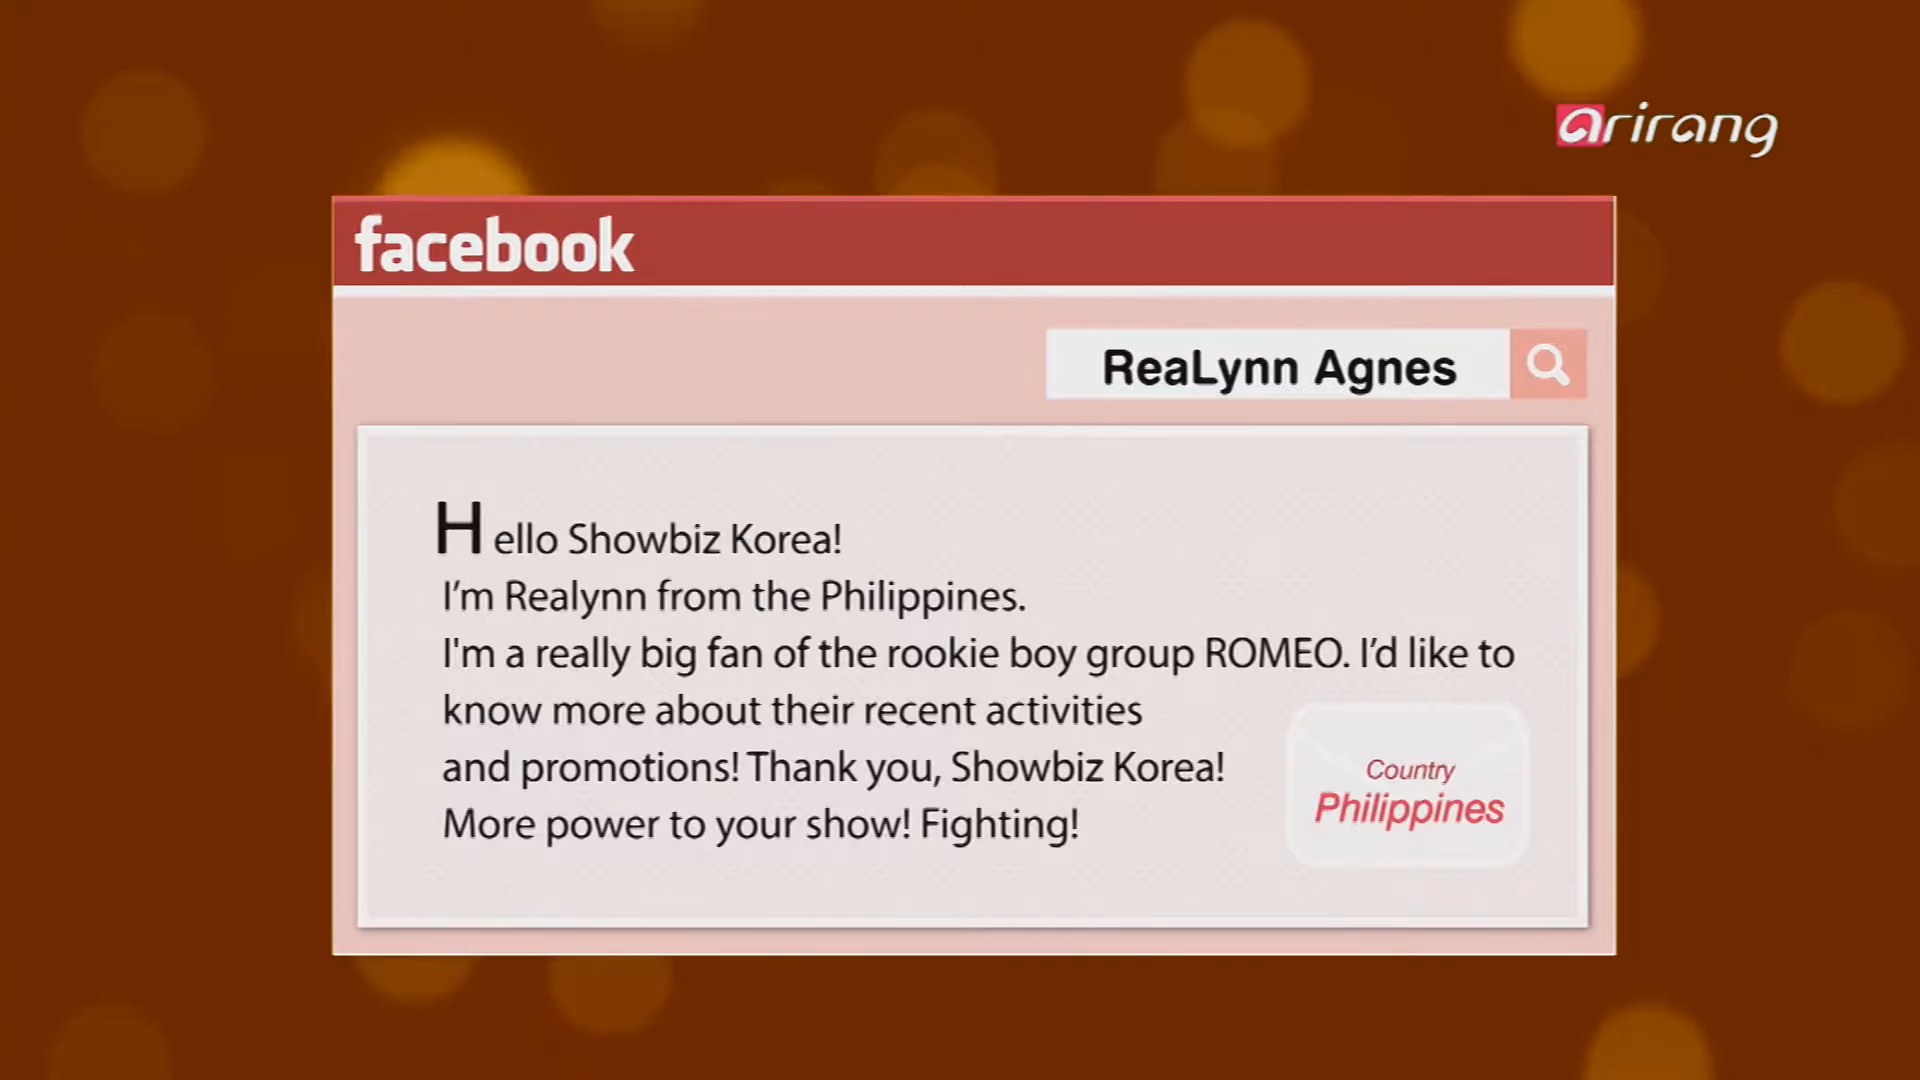 arirang
facebook
ReaLynn Agnes
Hello Showbiz Korea!
I’m Realynn from the Philippines.
I'm a really big fan of the rookie boy group ROMEO. I’d like to
know more about their recent activities
and promotions! Thank you, Showbiz Korea!
More power to your show! Fighting!
Country
Philippines